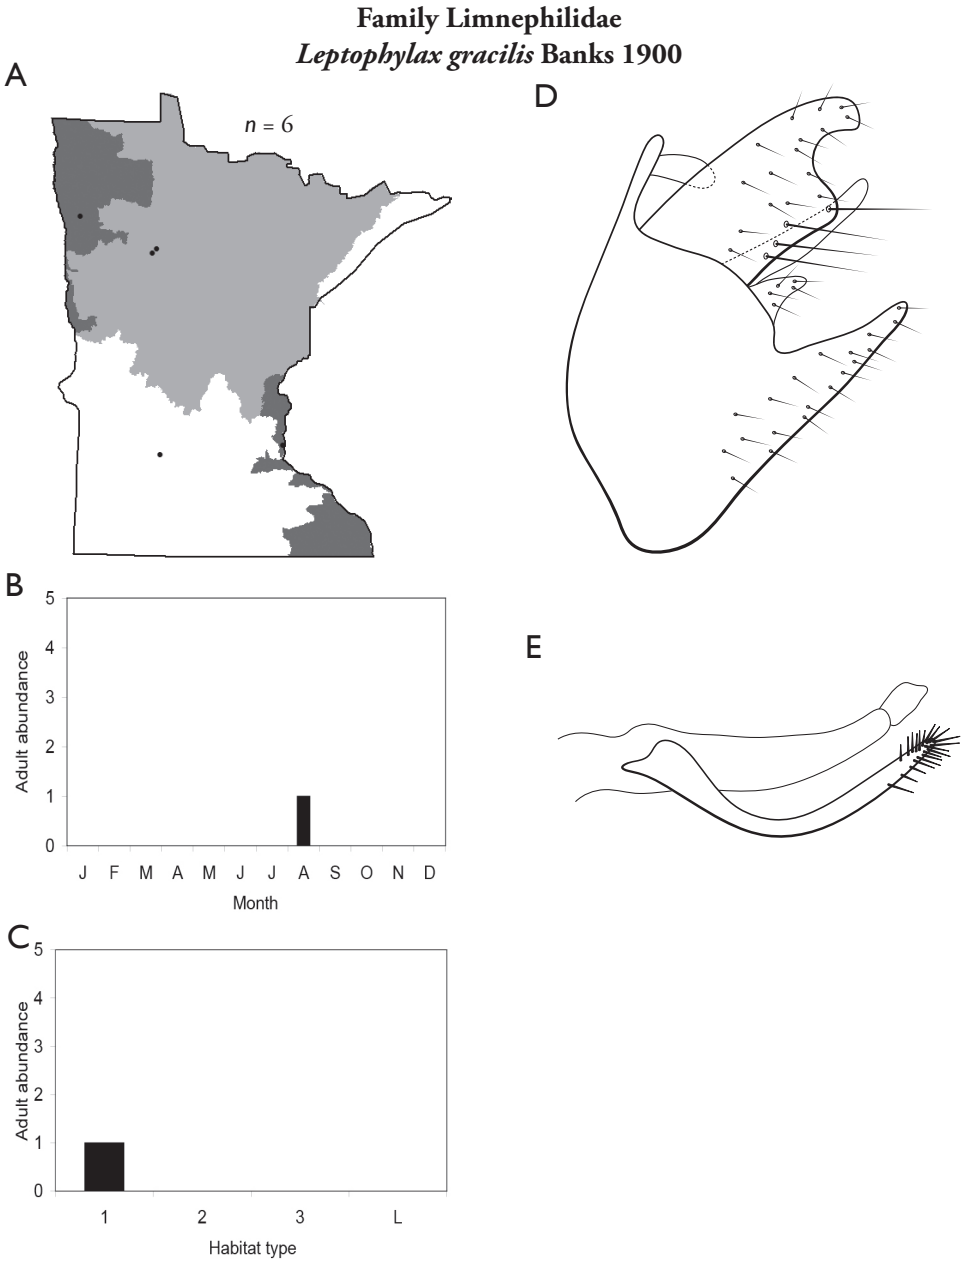 Family Limnephilidae
Leptophylax gracilis Banks 1900
A
n = 6
D
B
5
4
3
2
1
0
Adult abundance
J F M A M J J A S O N D
Month
E
C
5
4
3
2
1
0
Adult abundance
1 2 3 L
Habitat type